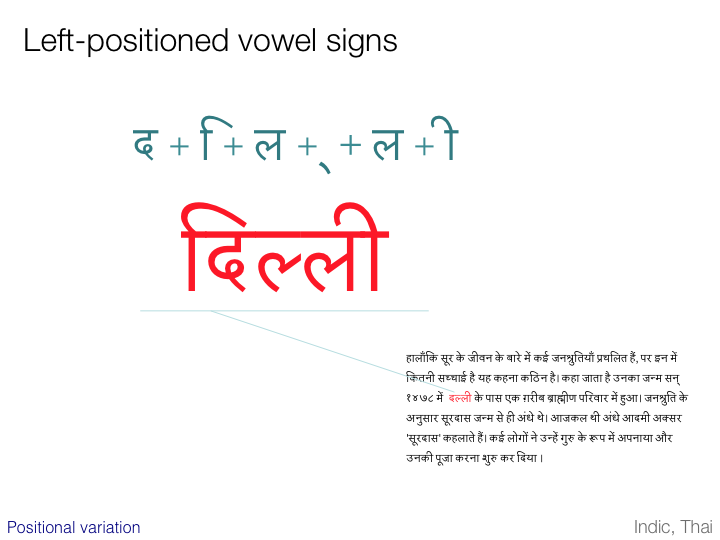 Left-positioned vowel signs
द + ि + ल + ् + ल + ी
दिल्ली
हालाँकि सूर के जीवन के बारे में कई जनश्रुतियाँ प्रचलित हैं, पर इन में
कितनी सच्चाई है यह कहना कठिन है। कहा जाता है उनका जन्म सन्
१४७८ में दिल्ली के पास एक ग़रीब ब्राह्मीण परिवार में हुआ। जनश्रुति के
अनुसार सूरदास जन्म से ही अंधे थे। आजकल थी अंधे आदमी अक्सर
'सूरदास' कहलाते हैं। कई लोगों ने उन्हें गुरु के रूप में अपनाया और
उनकी पूजा करना शुरु कर दिया ।
Positional variation
Indic, Thai